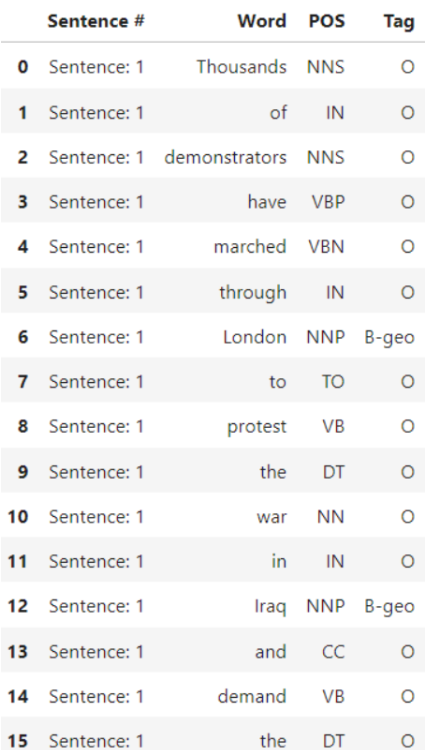 Sentence # Word POS Tag
0 Sentence: 1 Thousands NNS O
1 Sentence: 1 of IN O
2 Sentence: 1 demonstrators NNS O
3 Sentence: 1 have VBP O
4 Sentence: 1 marched VBN O
5 Sentence: 1 through IN O
6 Sentence: 1 London NNP B-geo
7 Sentence: 1 to TO O
8 Sentence: 1 protest VB O
9 Sentence: 1 the DT O
10 Sentence: 1 war NN O
11 Sentence: 1 in IN O
12 Sentence: 1 Iraq NNP B-geo
13 Sentence: 1 and CC O
14 Sentence: 1 demand VB O
15 Sentence: 1 the DT O